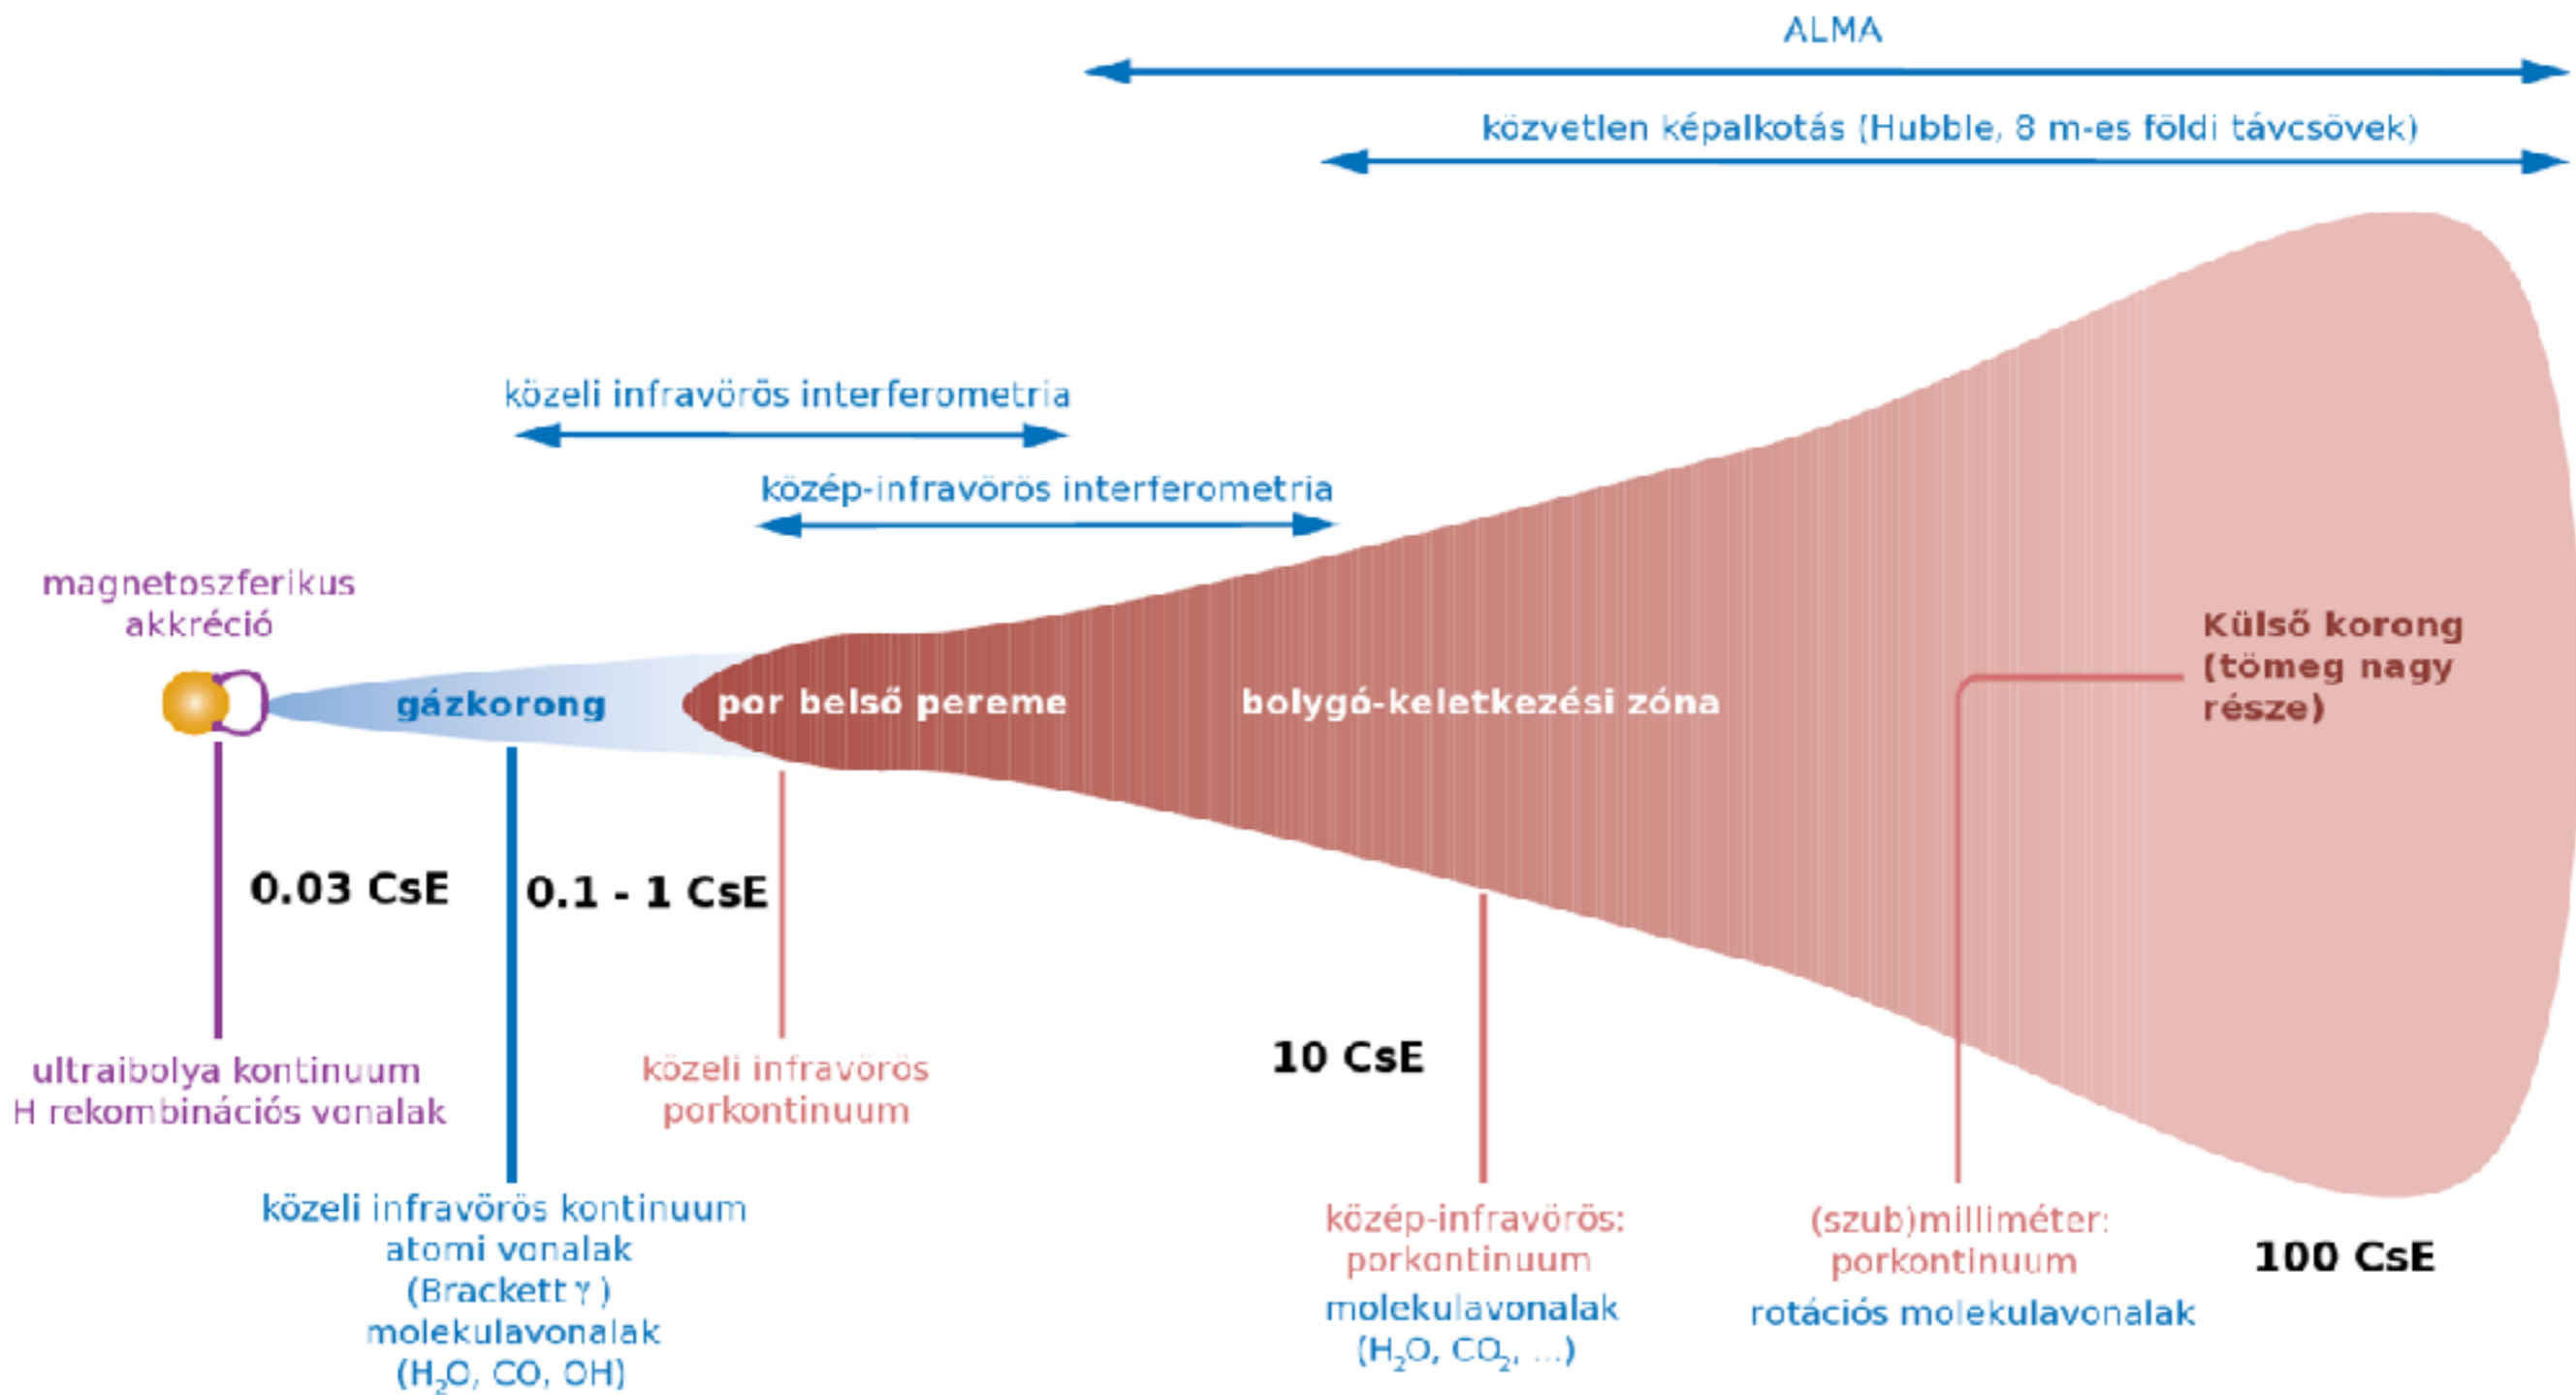 ALMA
közvetlen képalkotás (Hubble, 8 m-es földi távcsövek)
közeli infravörös interferometria
közép-infravörös interferometria
magnetoszferikus
akkréció
gázkorong
por belső pereme
bolygó-keletkezési zóna
Külső korong
(tömeg nagy
része)
0.03 CsE
0.1 - 1 CsE
10 CsE
100 CsE
ultraibolya kontinuum
H rekombinációs vonalak
közeli infravörös
porkontinuum
közeli infravörös kontinuum
atomi vonalak
(Brackett γ )
molekulavonalak
(H₂O, CO, OH)
közép-infravörös:
porkontinuum
molekulavonalak
(H₂O, CO₂, ...)
(szub)milliméter:
porkontinuum
rotációs molekulavonalak